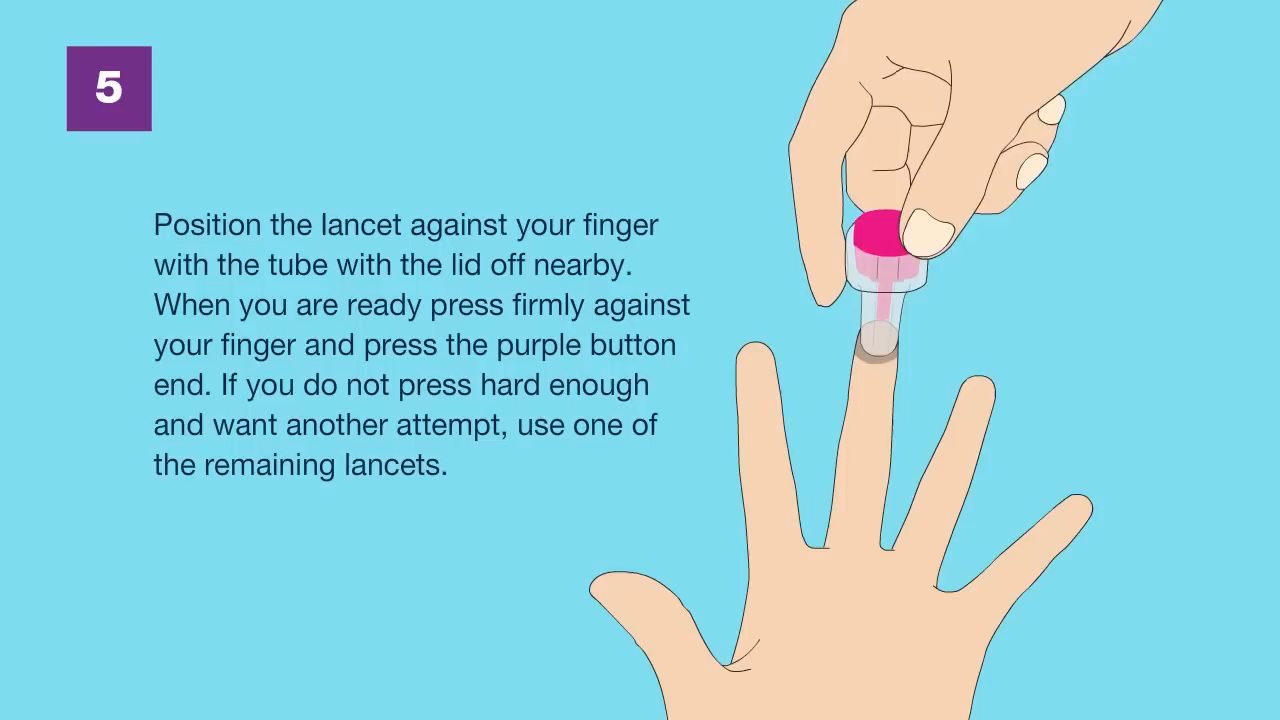 5
Position the lancet against your finger
with the tube with the lid off nearby.
When you are ready press firmly against
your finger and press the purple button
end. If you do not press hard enough
and want another attempt, use one of
the remaining lancets.